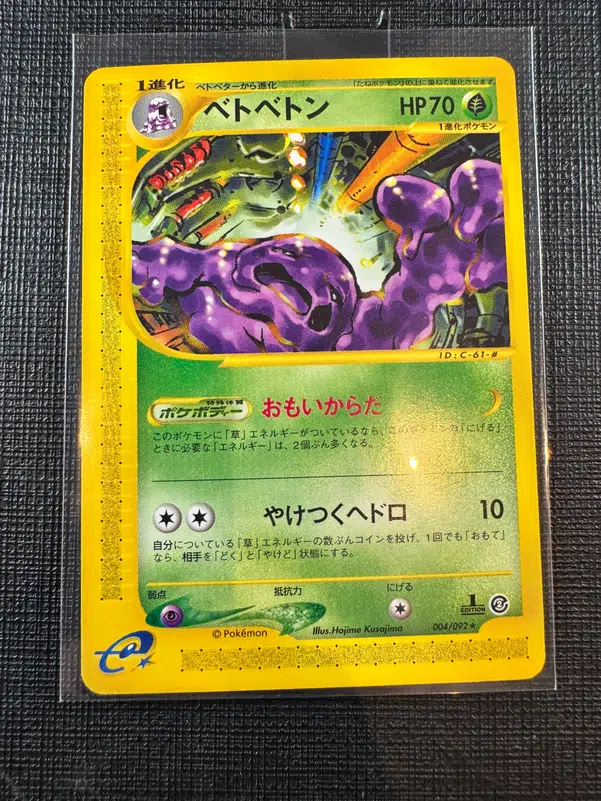 1進化 ベトベターから進化 「たねポケモン」の上に重ねて進化させます。
ベトベトン HP70
1進化ポケモン
ID:C-61-#
特殊体質
ポケボディー おもいからだ
このポケモンに「草」エネルギーがついているなら、このポケモンの「にげる」
ときに必要な「エネルギー」は、2個ぶん多くなる。
やけつくヘドロ 10
自分についている「草」エネルギーの数ぶんコインを投げ、1回でも「おもて」
なら、相手を「どく」と「やけど」状態にする。
弱点 抵抗力 にげる
1 EDITION
© Pokémon Illus.Hajime Kusajima 004/092★
e